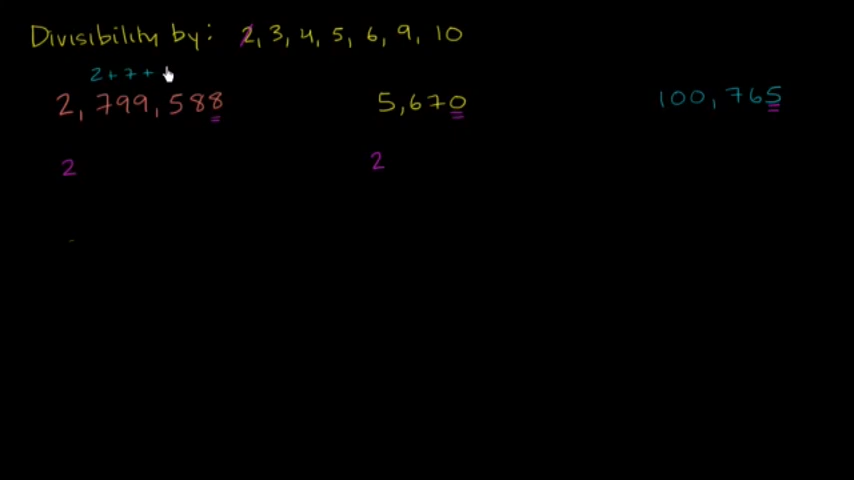 Divisibility by: 2, 3, 4, 5, 6, 9, 10
2+7+
2,799,588 5,670 100,765
2 2